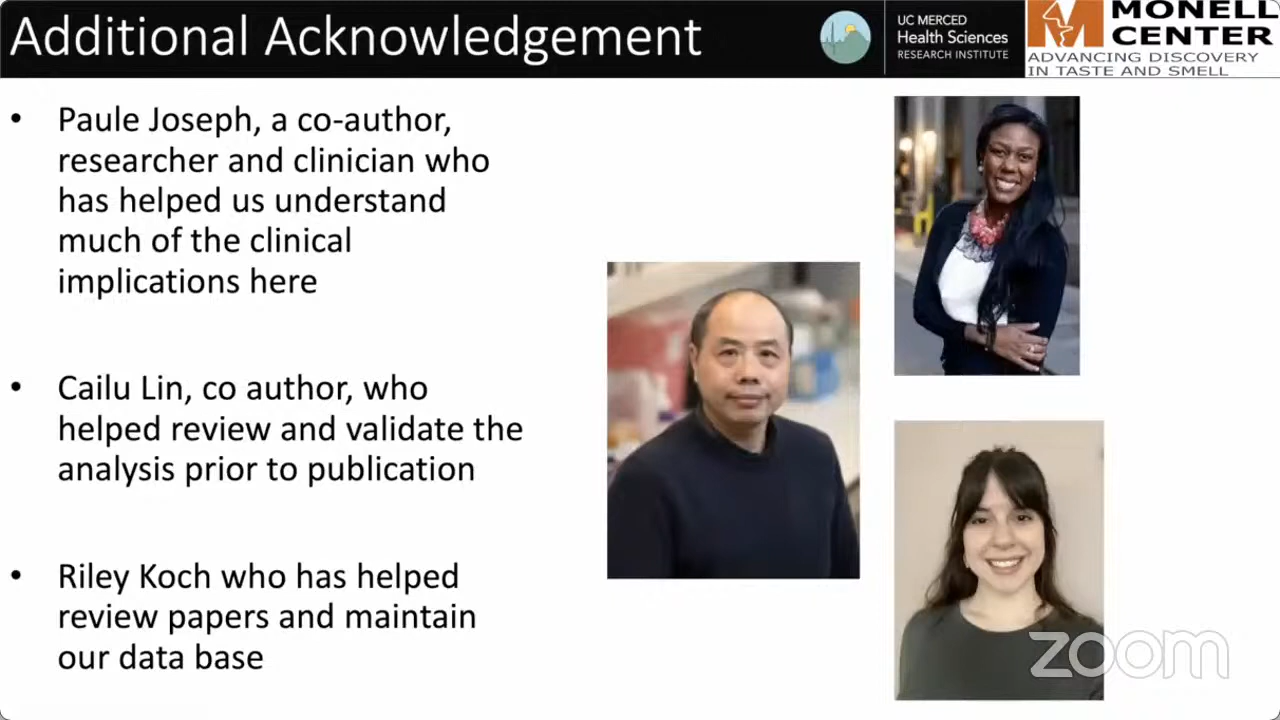 Additional Acknowledgement
UC MERCED
Health Sciences
RESEARCH INSTITUTE
MONELL
CENTER
ADVANCING DISCOVERY
IN TASTE AND SMELL
• Paule Joseph, a co-author,
researcher and clinician who
has helped us understand
much of the clinical
implications here
• Cailu Lin, co author, who
helped review and validate the
analysis prior to publication
• Riley Koch who has helped
review papers and maintain
our data base
zoom